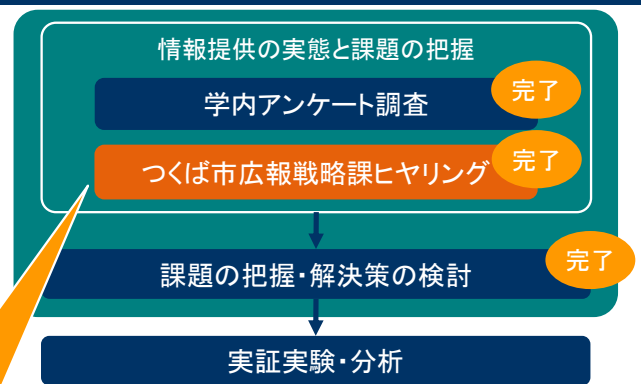 情報提供の実態と課題の把握
学内アンケート調査
完了
つくば市広報戦略課ヒヤリング
完了
課題の把握・解決策の検討
完了
実証実験・分析